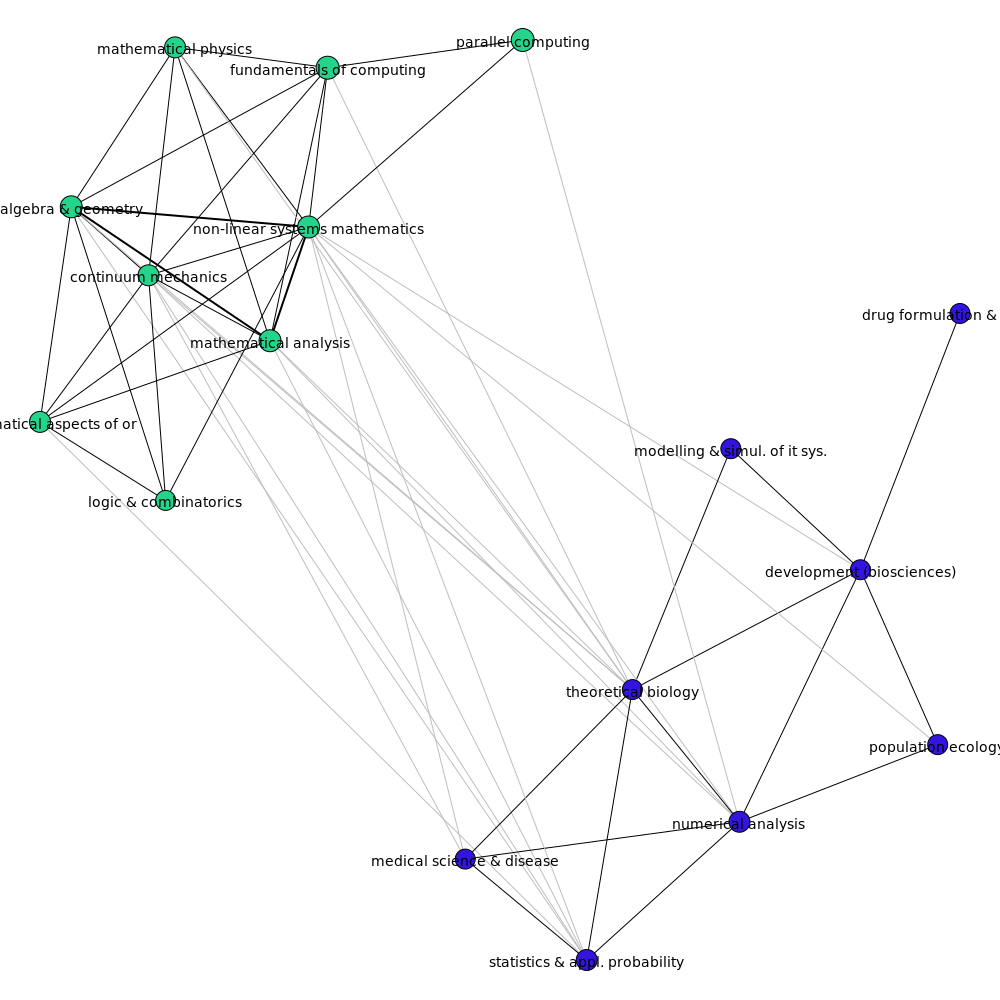 parallel computing
mathematical physics
fundamentals of computing
algebra & geometry
non-linear systems mathematics
continuum mechanics
drug formulation &
mathematical analysis
aspects of or
modelling & simul. of it sys.
logic & combinatorics
development (biosciences)
theoretical biology
population ecology
numerical analysis
medical science & disease
statistics & appl. probability